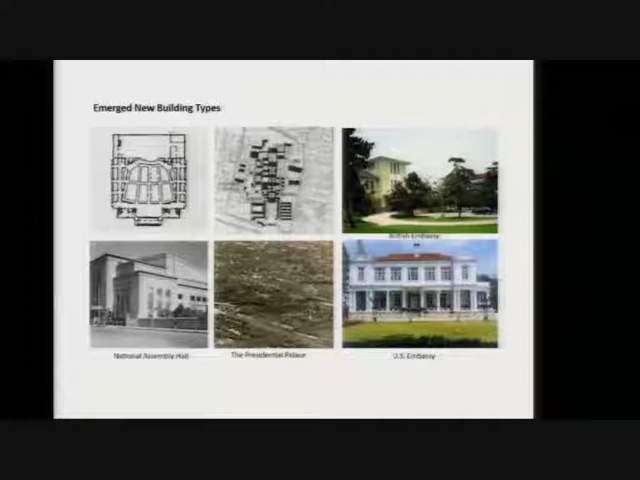 Emerged New Building Types
British Embassy
National Assembly Hall
The Presidential Palace
U.S. Embassy